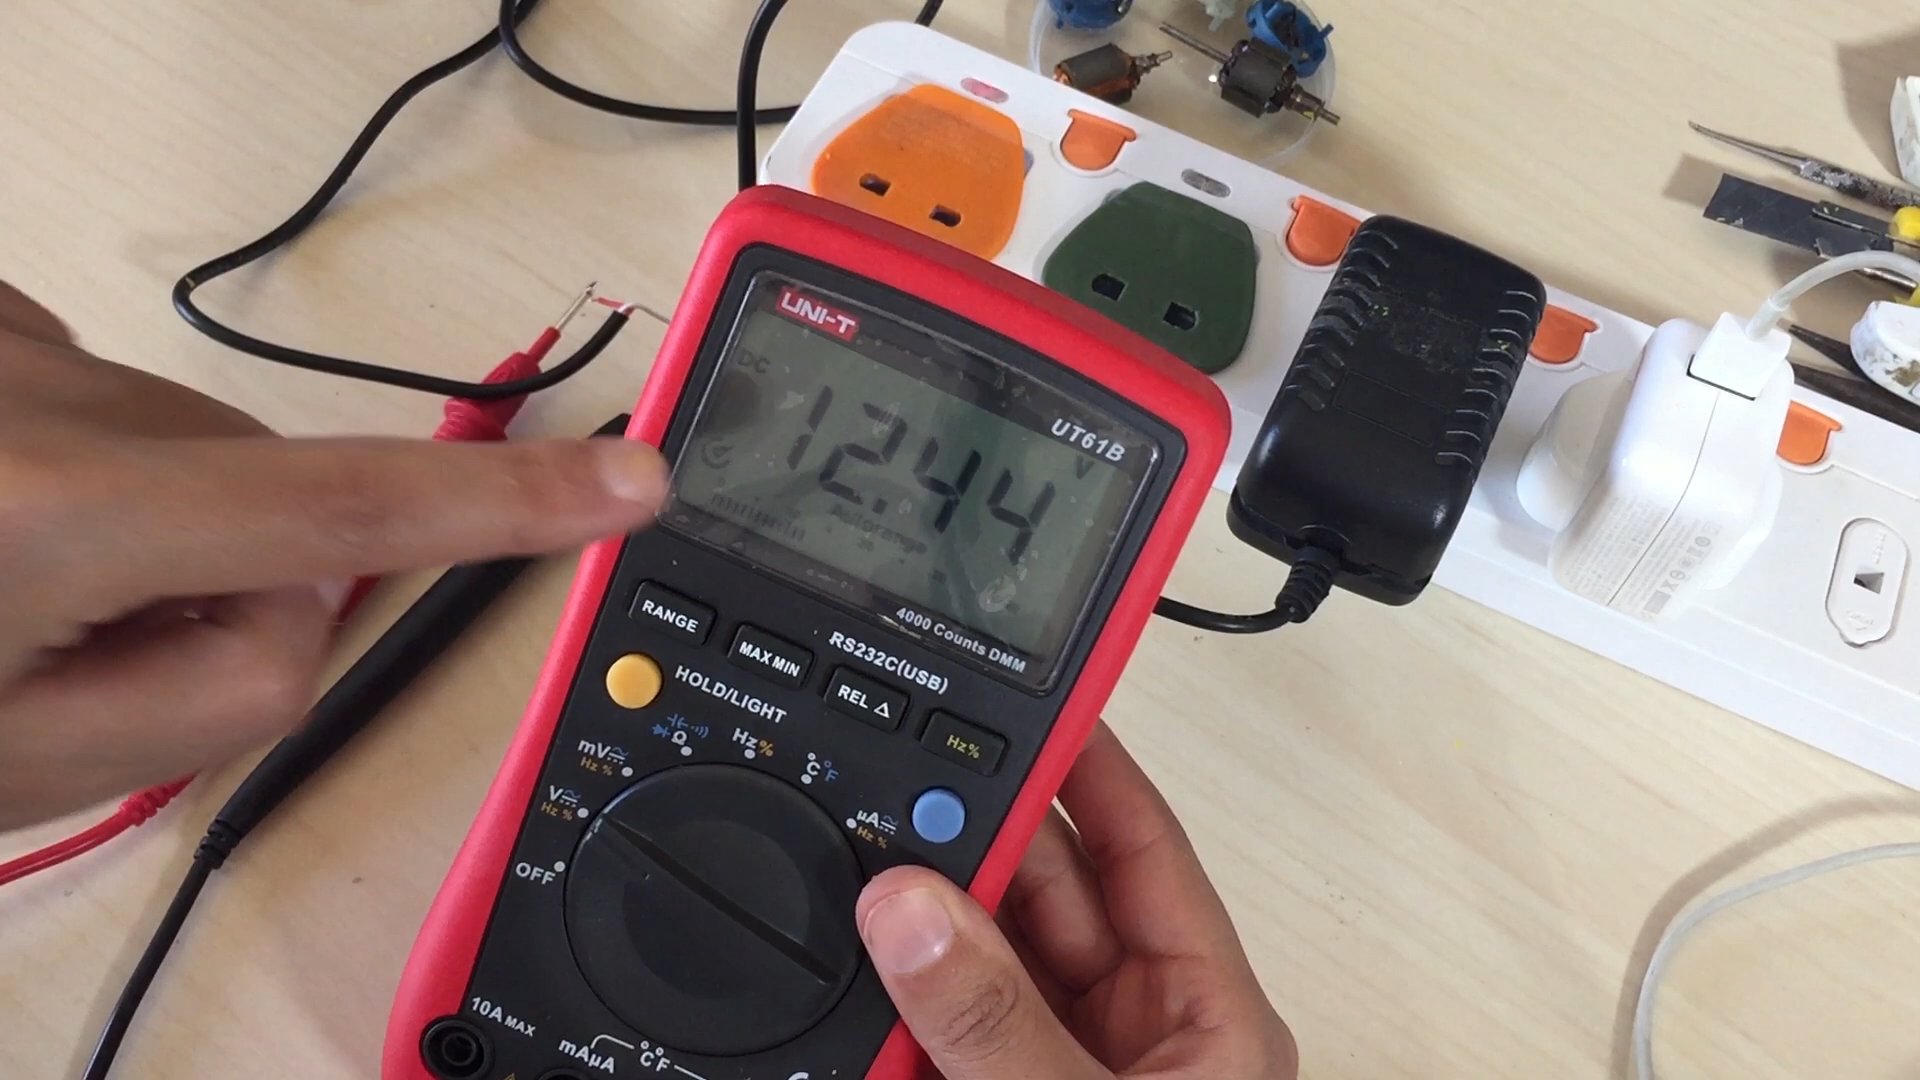 UNI-T
UT61B
DC
12.44
V
Autorange
4000 Counts DMM
RANGE
MAX MIN
RS232C(USB)
REL △
Hz%
HOLD/LIGHT
mV
Hz %
Ω
Hz%
°C °F
V
Hz %
µA
Hz %
OFF
10A MAX
mAµA
°C °F